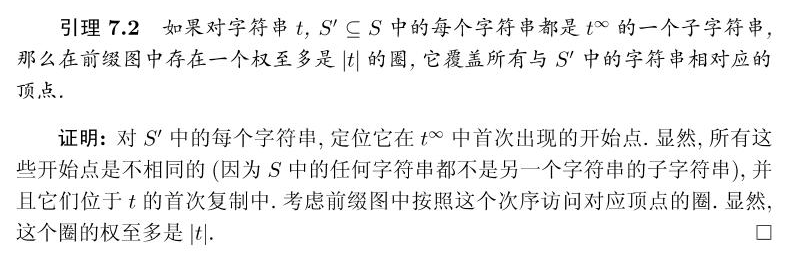 引理 7.2 如果对字符串 t, S′ ⊆ S 中的每个字符串都是 t∞ 的一个子字符串,
那么在前缀图中存在一个权至多是 |t| 的圈, 它覆盖所有与 S′ 中的字符串相对应的
顶点.
证明: 对 S′ 中的每个字符串, 定位它在 t∞ 中首次出现的开始点. 显然, 所有这
些开始点是不相同的 (因为 S 中的任何字符串都不是另一个字符串的子字符串), 并
且它们位于 t 的首次复制中. 考虑前缀图中按照这个次序访问对应顶点的圈. 显然,
这个圈的权至多是 |t|. □